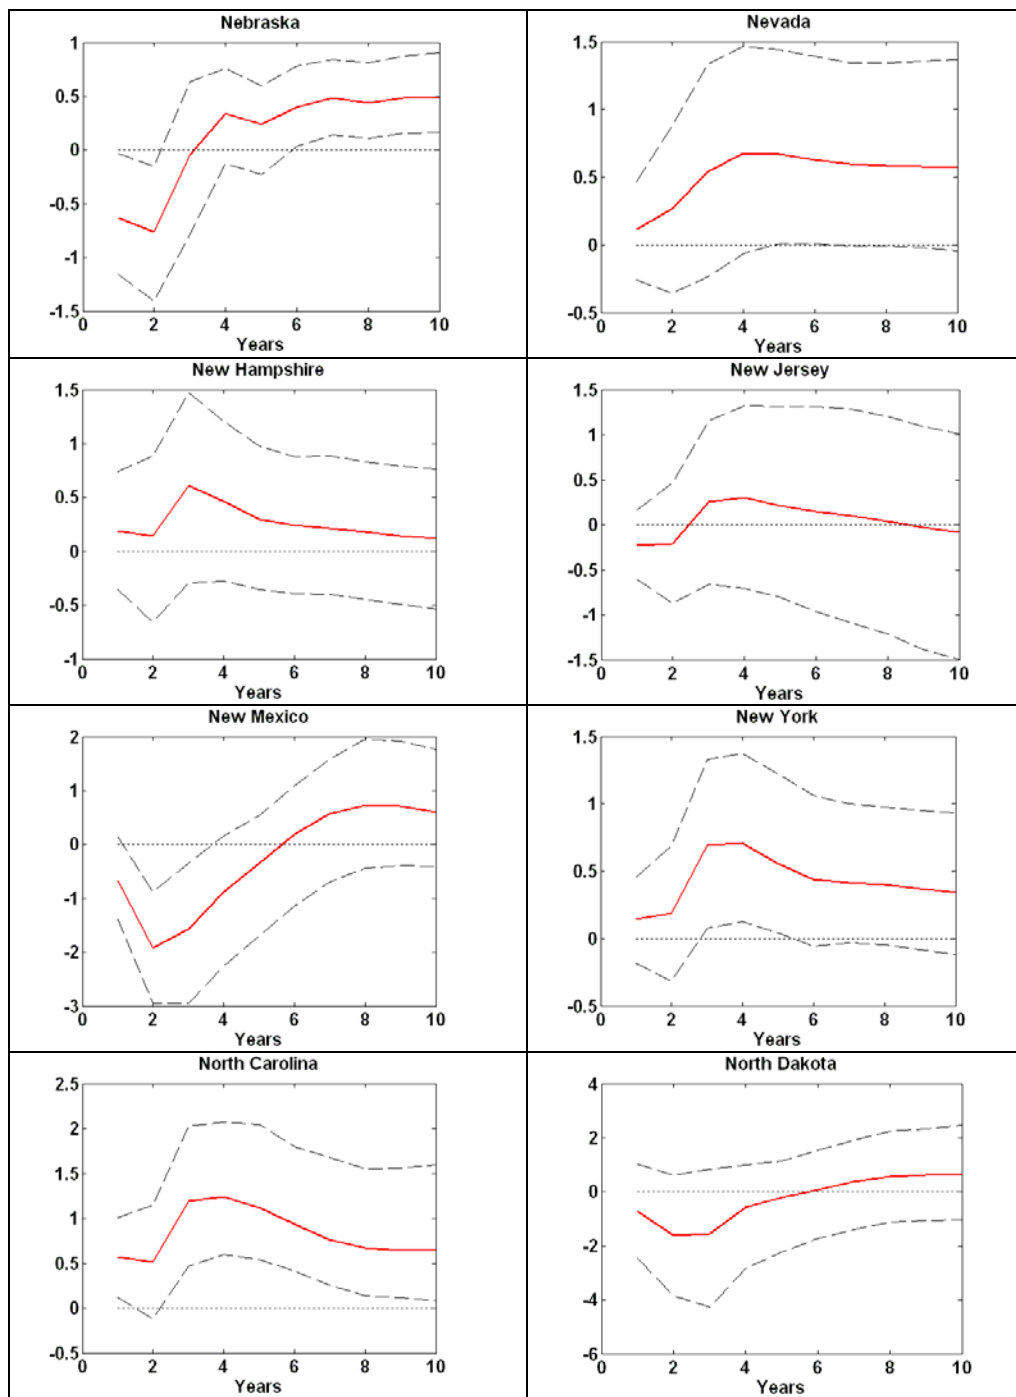 Nebraska
1
0.5
0
-0.5
-1
-1.5
0 2 4 6 8 10
Years
Nevada
1.5
1
0.5
0
-0.5
0 2 4 6 8 10
Years
New Hampshire
1.5
1
0.5
0
-0.5
-1
0 2 4 6 8 10
Years
New Jersey
1.5
1
0.5
0
-0.5
-1
-1.5
0 2 4 6 8 10
Years
New Mexico
2
1
0
-1
-2
-3
0 2 4 6 8 10
Years
New York
1.5
1
0.5
0
-0.5
0 2 4 6 8 10
Years
North Carolina
2.5
2
1.5
1
0.5
0
-0.5
0 2 4 6 8 10
Years
North Dakota
4
2
0
-2
-4
-6
0 2 4 6 8 10
Years